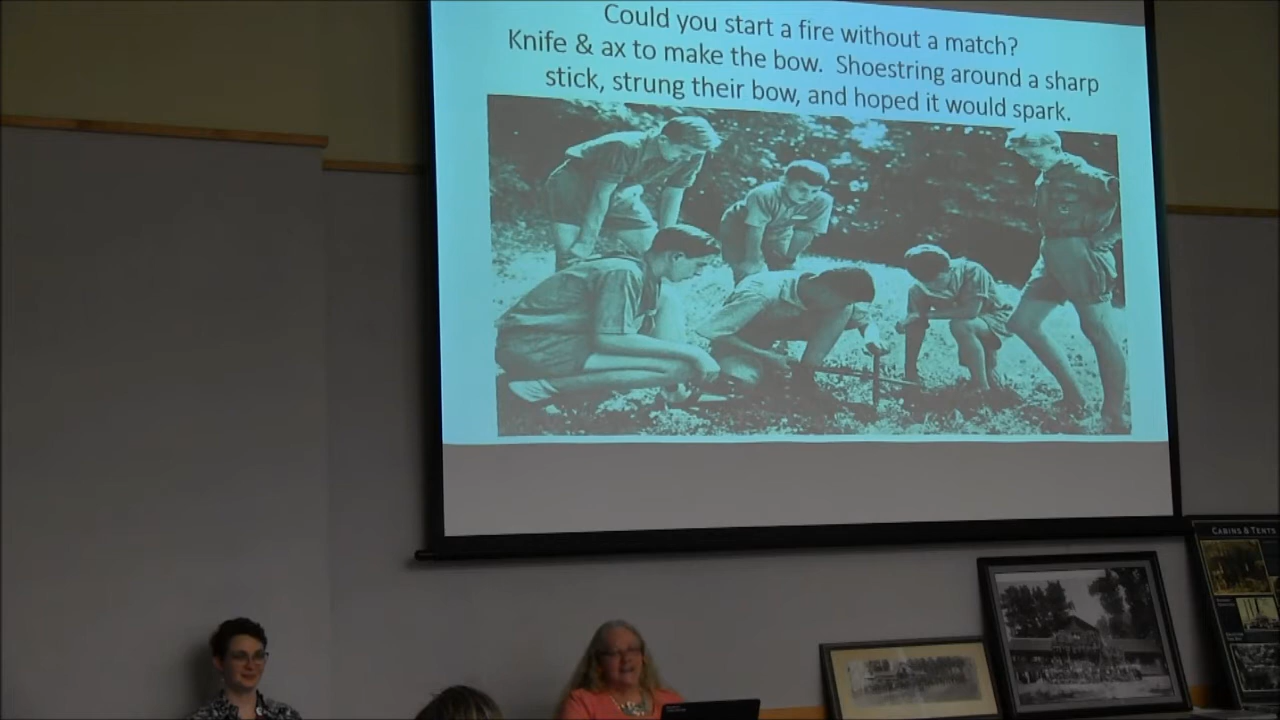 Could you start a fire without a match?
Knife & ax to make the bow. Shoestring around a sharp
stick, strung their bow, and hoped it would spark.
CABINS & TENTS